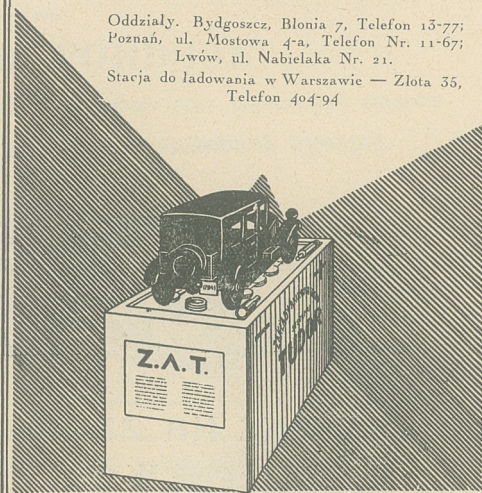 Oddziały. Bydgoszcz, Błonia 7, Telefon 13-77;
Poznań, ul. Mostowa 4-a, Telefon Nr. 11-67;
Lwów, ul. Nabielaka Nr. 21.
Stacja do ładowania w Warszawie — Złota 35,
Telefon 404-94
Z.A.T.
TUDOR